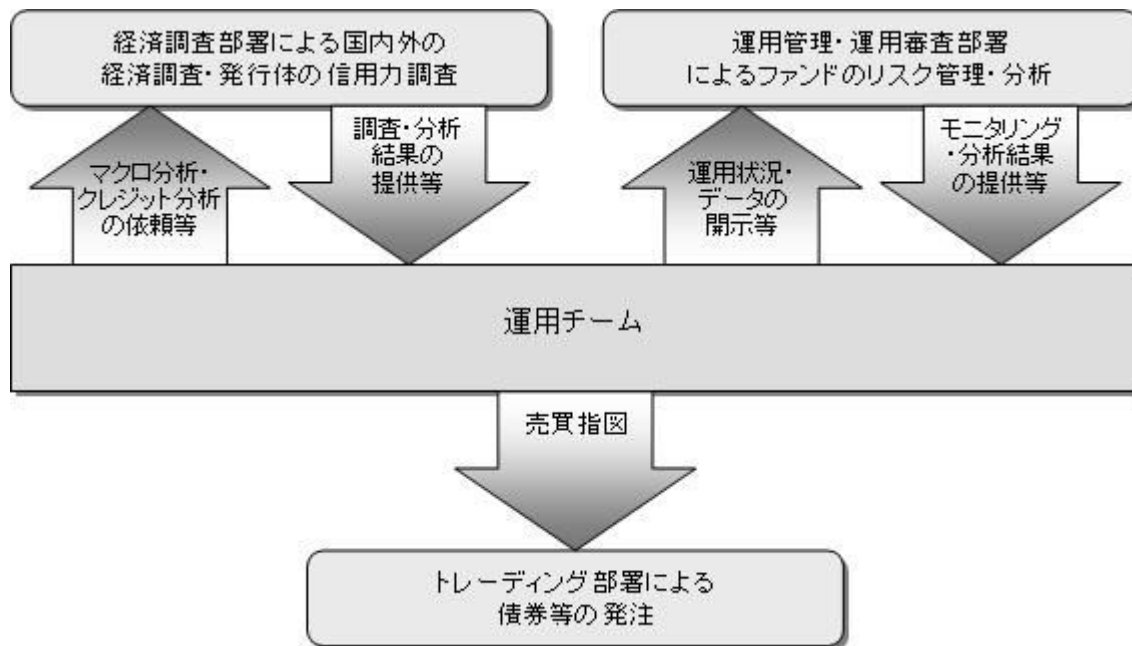 経済調査部署による国内外の
経済調査・発行体の信用力調査
運用管理・運用審査部署
によるファンドのリスク管理・分析
マクロ分析・
クレジット分析
の依頼等
調査・分析
結果の
提供等
運用状況・
データの
開示等
モニタリング
・分析結果
の提供等
運用チーム
売買指図
トレーディング部署による
債券等の発注